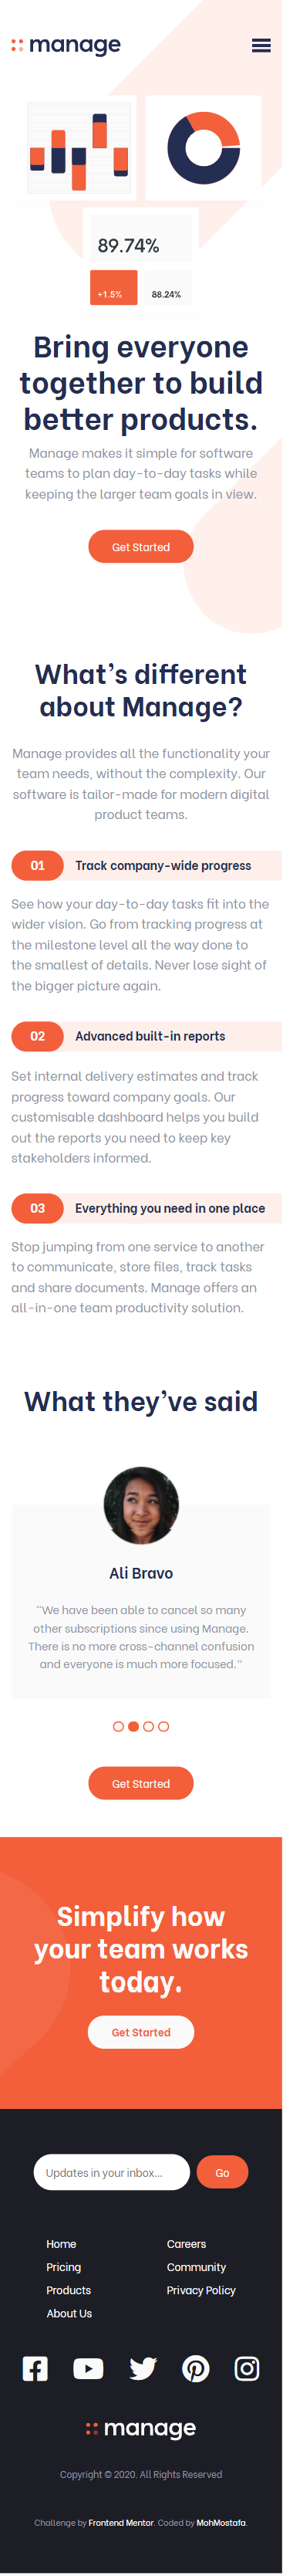 manage
89.74%
+1.5%
88.24%
Bring everyone
together to build
better products.
Manage makes it simple for software
teams to plan day-to-day tasks while
keeping the larger team goals in view.
Get Started
What's different
about Manage?
Manage provides all the functionality your
team needs, without the complexity. Our
software is tailor-made for modern digital
product teams.
01 Track company-wide progress
See how your day-to-day tasks fit into the
wider vision. Go from tracking progress at
the milestone level all the way done to
the smallest of details. Never lose sight of
the bigger picture again.
02 Advanced built-in reports
Set internal delivery estimates and track
progress toward company goals. Our
customisable dashboard helps you build
out the reports you need to keep key
stakeholders informed.
03 Everything you need in one place
Stop jumping from one service to another
to communicate, store files, track tasks
and share documents. Manage offers an
all-in-one team productivity solution.
What they've said
Ali Bravo
"We have been able to cancel so many
other subscriptions since using Manage.
There is no more cross-channel confusion
and everyone is much more focused."
Get Started
Simplify how
your team works
today.
Get Started
Updates in your inbox...
Go
Home
Pricing
Products
About Us
Careers
Community
Privacy Policy
manage
Copyright © 2020. All Rights Reserved
Challenge by Frontend Mentor. Coded by MohMostafa.